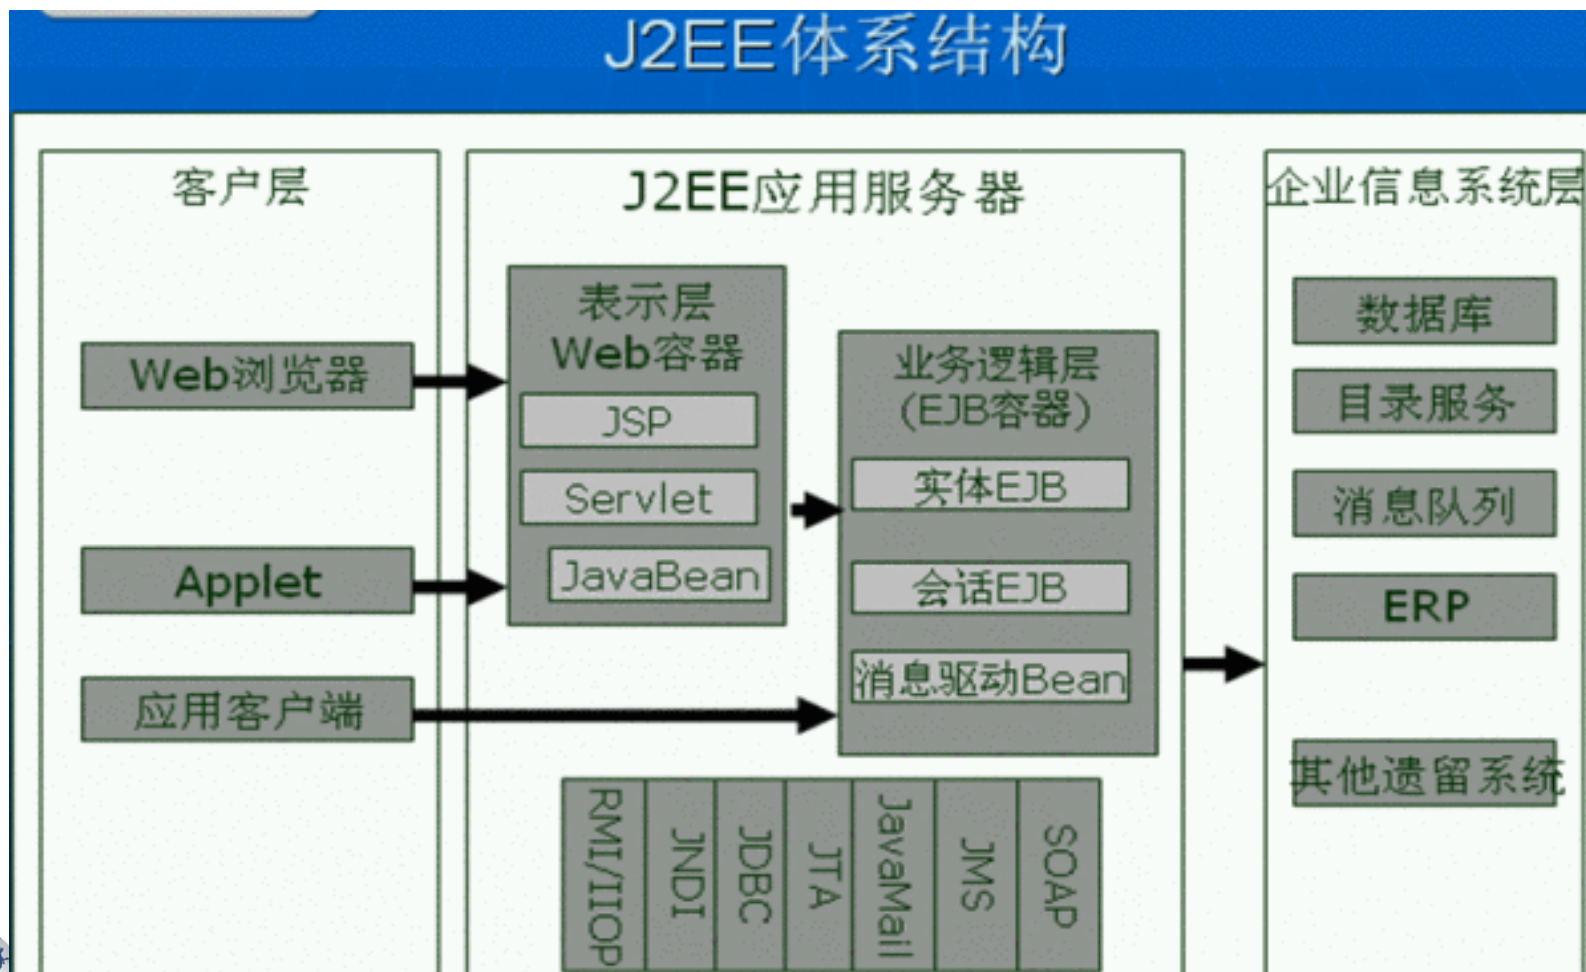 J2EE体系结构
客户层
Web浏览器
Applet
应用客户端
J2EE应用服务器
表示层
Web容器
JSP
Servlet
JavaBean
业务逻辑层
(EJB容器)
实体EJB
会话EJB
消息驱动Bean
RMI/IIOP
JNDI
JDBC
JTA
JavaMail
JMS
SOAP
企业信息系统层
数据库
目录服务
消息队列
ERP
其他遗留系统